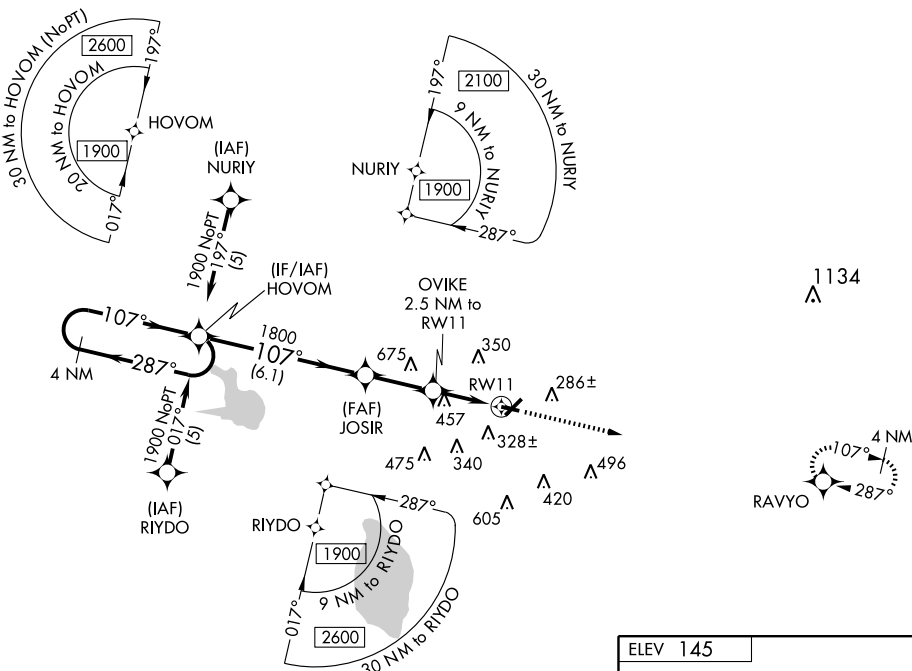 30 NM to HOVOM (NoPT)
2600
197°
20 NM to HOVOM
HOVOM
1900
017°
(IAF)
NURIY
197°
2100
30 NM to NURIY
9 NM to NURIY
NURIY
1900
287°
1900 NoPT
197°
(5)
(IF/IAF)
HOVOM
OVIKE
2.5 NM to
RW11
1134
107°
1800
107°
(6.1)
675
350
287°
4 NM
RW11
286±
(FAF)
JOSIR
457
328±
1900 NoPT
017°
(5)
475
340
496
420
605
107°
4 NM
287°
RAVYO
(IAF)
RIYDO
287°
RIYDO
1900
9 NM to RIYDO
017°
2600
30 NM to RIYDO
ELEV 145